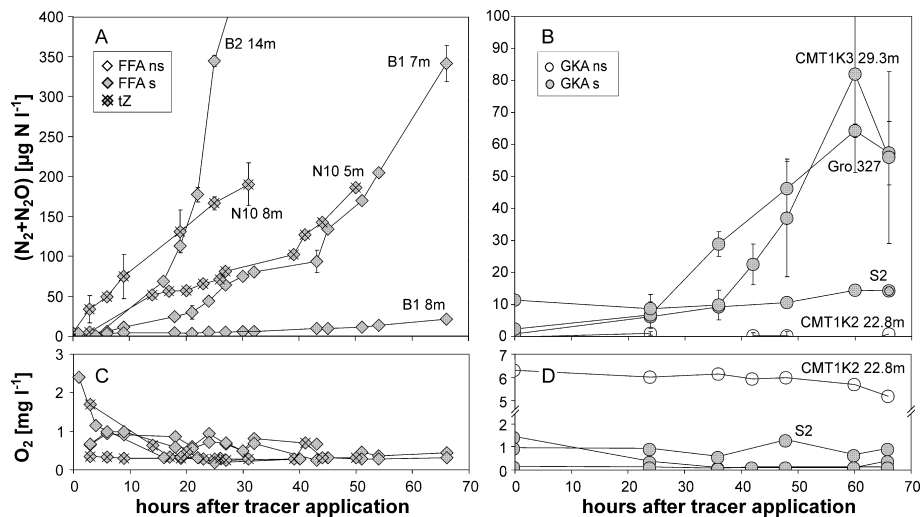 A
B2 14m
B1 7m
FFA ns
FFA s
tZ
N10 5m
N10 8m
B1 8m
(N2+N2O) [µg N l-1]
400
350
300
250
200
150
100
50
0
B
CMT1K3 29.3m
GKA ns
GKA s
Gro 327
S2
CMT1K2 22.8m
100
90
80
70
60
50
40
30
20
10
0
C
O2 [mg l-1]
3
2
1
0
0 10 20 30 40 50 60 70
hours after tracer application
D
CMT1K2 22.8m
S2
7
6
5
2
1
0
0 10 20 30 40 50 60 70
hours after tracer application